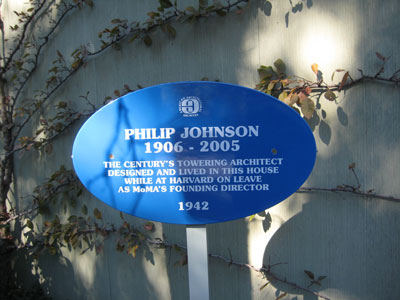 PHILIP JOHNSON
1906 - 2005
THE CENTURY'S TOWERING ARCHITECT
DESIGNED AND LIVED IN THIS HOUSE
WHILE AT HARVARD ON LEAVE
AS MoMA'S FOUNDING DIRECTOR
1942